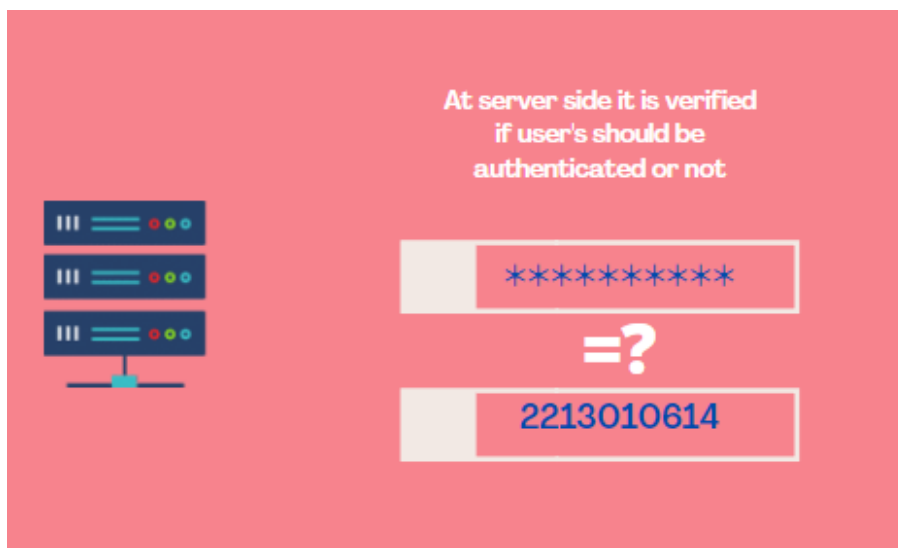 At server side it is verified
if user's should be
authenticated or not
**********
=?
2213010614